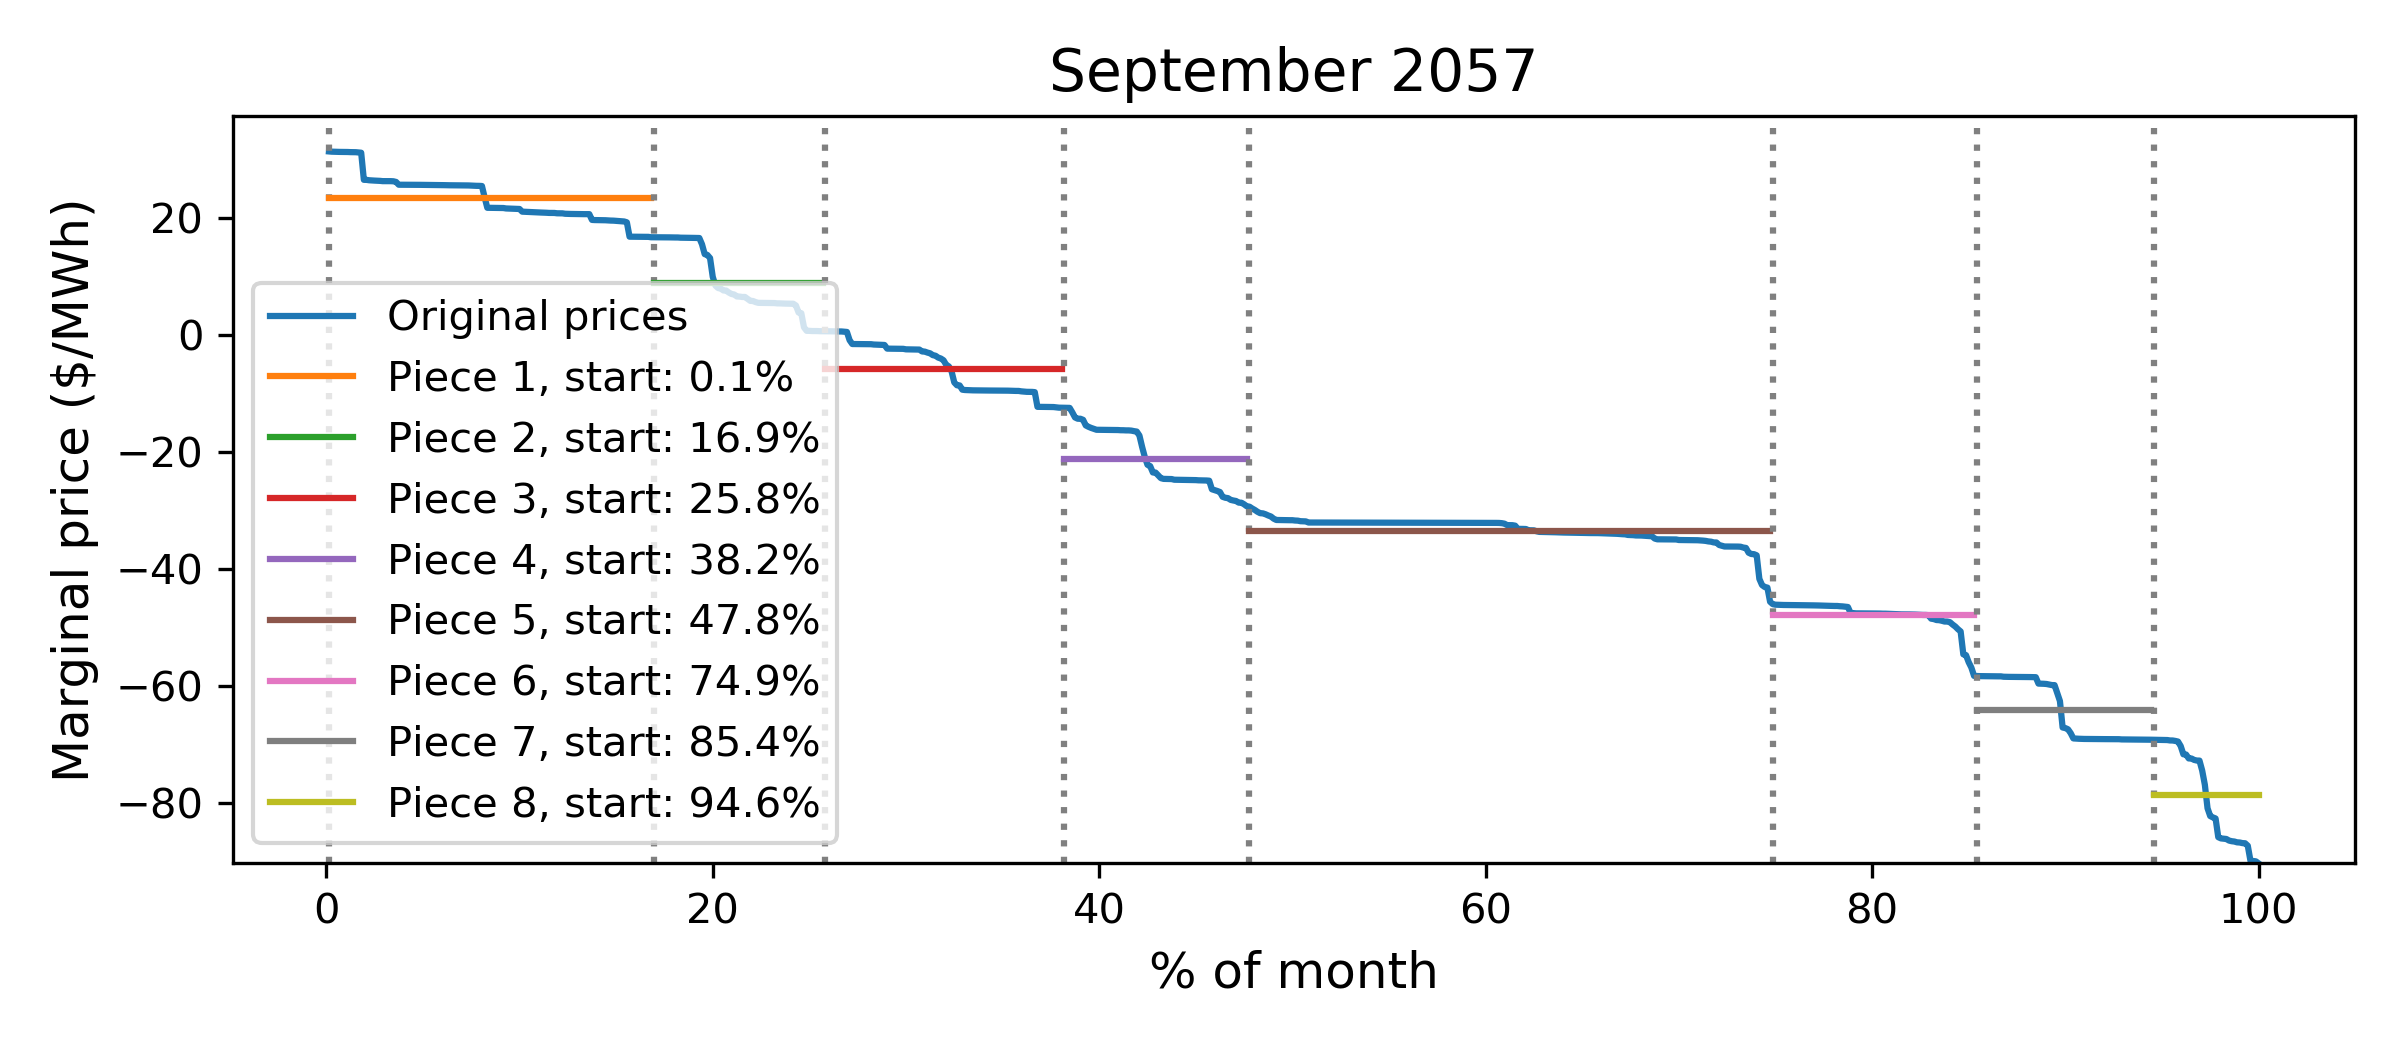 September 2057
Marginal price ($/MWh)
20
0
−20
−40
−60
−80
Original prices
Piece 1, start: 0.1%
Piece 2, start: 16.9%
Piece 3, start: 25.8%
Piece 4, start: 38.2%
Piece 5, start: 47.8%
Piece 6, start: 74.9%
Piece 7, start: 85.4%
Piece 8, start: 94.6%
0 20 40 60 80 100
% of month